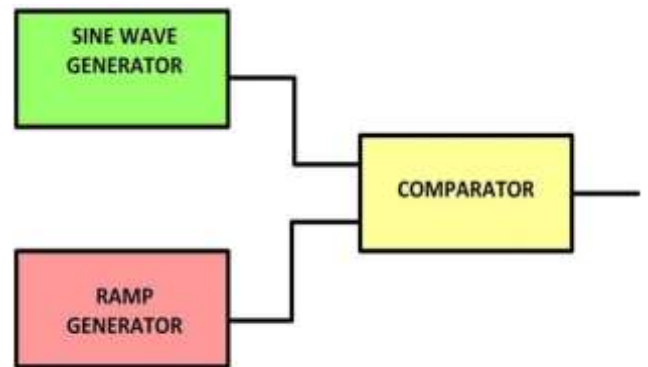 SINE WAVE
GENERATOR
COMPARATOR
RAMP
GENERATOR